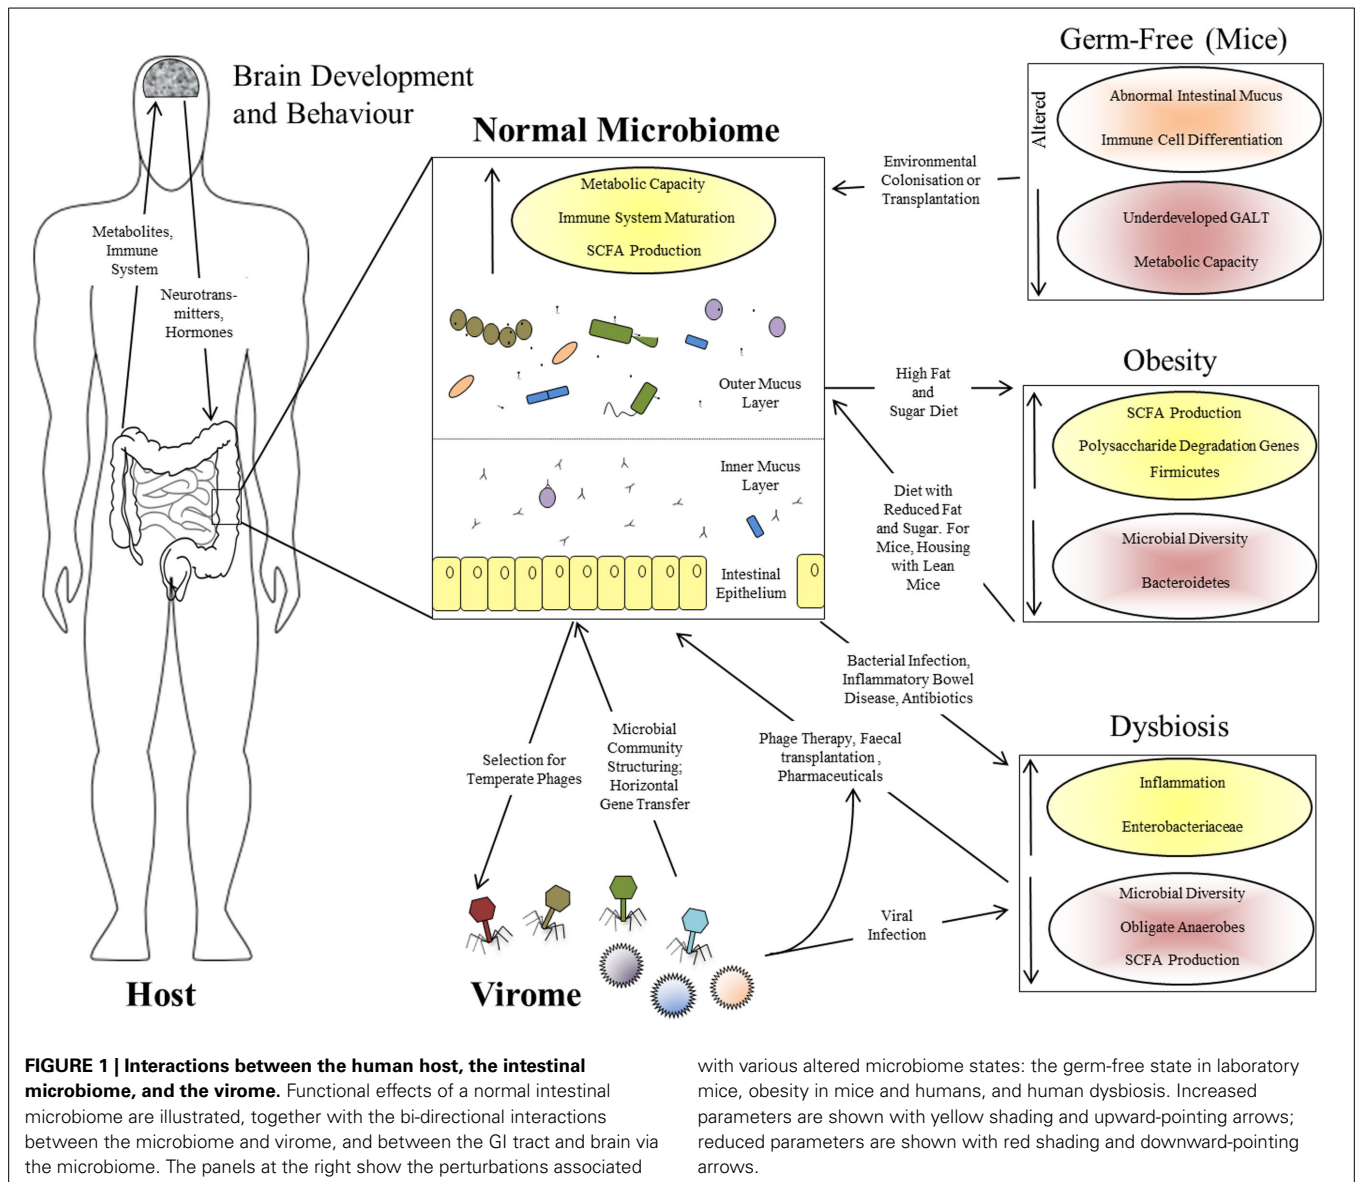 Brain Development
and Behaviour
Metabolites,
Immune
System
Neurotrans-
mitters,
Hormones
Host
Normal Microbiome
Metabolic Capacity
Immune System Maturation
SCFA Production
Outer Mucus
Layer
Inner Mucus
Layer
Intestinal
Epithelium
Environmental
Colonisation or
Transplantation
Germ-Free (Mice)
Altered
Abnormal Intestinal Mucus
Immune Cell Differentiation
Underdeveloped GALT
Metabolic Capacity
High Fat
and
Sugar Diet
Obesity
SCFA Production
Polysaccharide Degradation Genes
Firmicutes
Microbial Diversity
Bacteroidetes
Diet with
Reduced Fat
and Sugar. For
Mice, Housing
with Lean
Mice
Bacterial Infection,
Inflammatory Bowel
Disease, Antibiotics
Phage Therapy, Faecal
transplantation ,
Pharmaceuticals
Dysbiosis
Inflammation
Enterobacteriaceae
Microbial Diversity
Obligate Anaerobes
SCFA Production
Selection for
Temperate Phages
Microbial
Community
Structuring;
Horizontal
Gene Transfer
Viral
Infection
Virome
FIGURE 1 | Interactions between the human host, the intestinal
microbiome, and the virome. Functional effects of a normal intestinal
microbiome are illustrated, together with the bi-directional interactions
between the microbiome and virome, and between the GI tract and brain via
the microbiome. The panels at the right show the perturbations associated
with various altered microbiome states: the germ-free state in laboratory
mice, obesity in mice and humans, and human dysbiosis. Increased
parameters are shown with yellow shading and upward-pointing arrows;
reduced parameters are shown with red shading and downward-pointing
arrows.